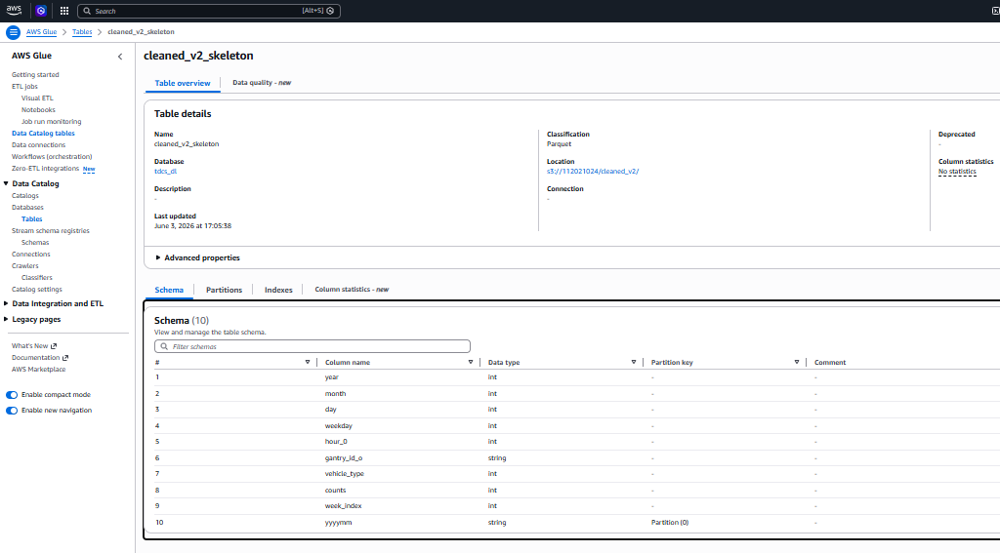 aws
Search [Alt+S]
AWS Glue > Tables > cleaned_v2_skeleton
AWS Glue
Getting started
ETL jobs
Visual ETL
Notebooks
Job run monitoring
Data Catalog tables
Data connections
Workflows (orchestration)
Zero-ETL integrations New
Data Catalog
Catalogs
Databases
Tables
Stream schema registries
Schemas
Connections
Crawlers
Classifiers
Catalog settings
Data Integration and ETL
Legacy pages
What's New
Documentation
AWS Marketplace
Enable compact mode
Enable new navigation
cleaned_v2_skeleton
Table overview Data quality - new
Table details
Name
cleaned_v2_skeleton
Database
tdcs_dl
Description
-
Last updated
June 3, 2026 at 17:05:38
Classification
Parquet
Location
s3://112021024/cleaned_v2/
Connection
-
Deprecated
-
Column statistics
No statistics
Advanced properties
Schema Partitions Indexes Column statistics - new
Schema (10)
View and manage the table schema.
Filter schemas
# Column name Data type Partition key Comment
1 year int - -
2 month int - -
3 day int - -
4 weekday int - -
5 hour_0 int - -
6 gantry_id_o string - -
7 vehicle_type int - -
8 counts int - -
9 week_index int - -
10 yyyymm string Partition (0) -